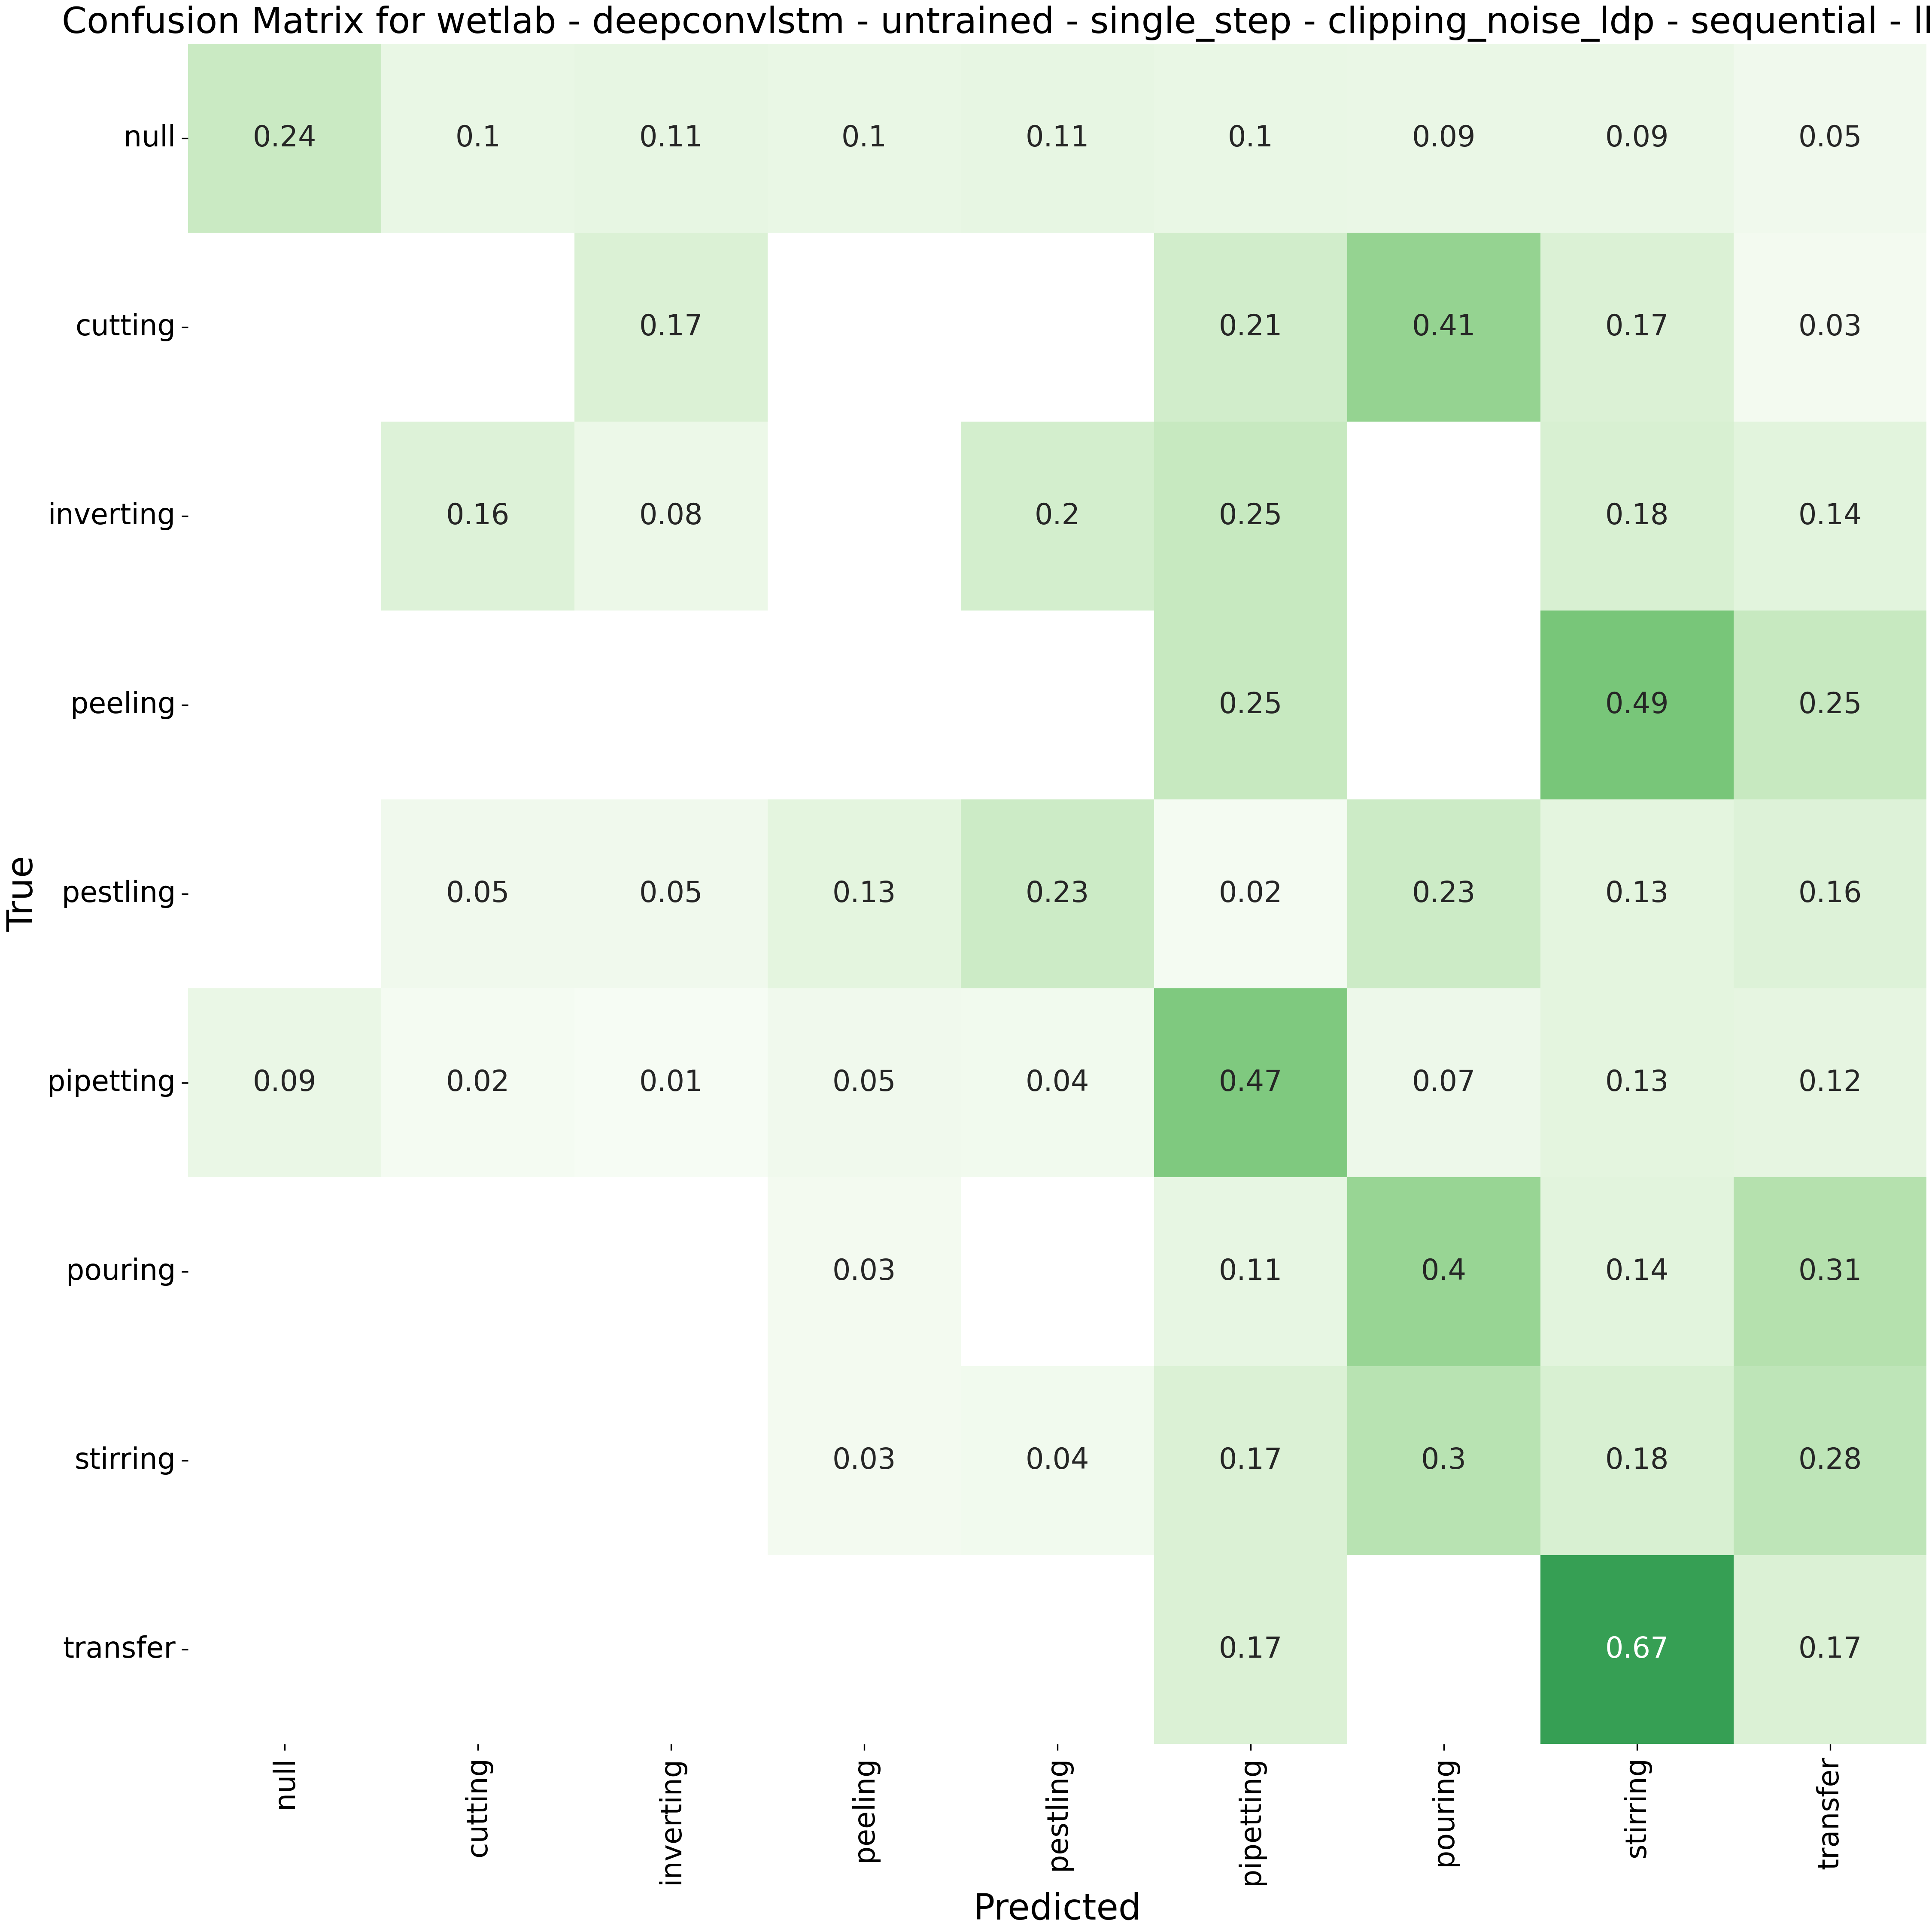 Confusion Matrix for wetlab - deepconvlstm - untrained - single_step - clipping_noise_ldp - sequential - ll
null 0.24 0.1 0.11 0.1 0.11 0.1 0.09 0.09 0.05
cutting 0.17 0.21 0.41 0.17 0.03
inverting 0.16 0.08 0.2 0.25 0.18 0.14
peeling 0.25 0.49 0.25
pestling 0.05 0.05 0.13 0.23 0.02 0.23 0.13 0.16
pipetting 0.09 0.02 0.01 0.05 0.04 0.47 0.07 0.13 0.12
pouring 0.03 0.11 0.4 0.14 0.31
stirring 0.03 0.04 0.17 0.3 0.18 0.28
transfer 0.17 0.67 0.17
True
null cutting inverting peeling pestling pipetting pouring stirring transfer
Predicted